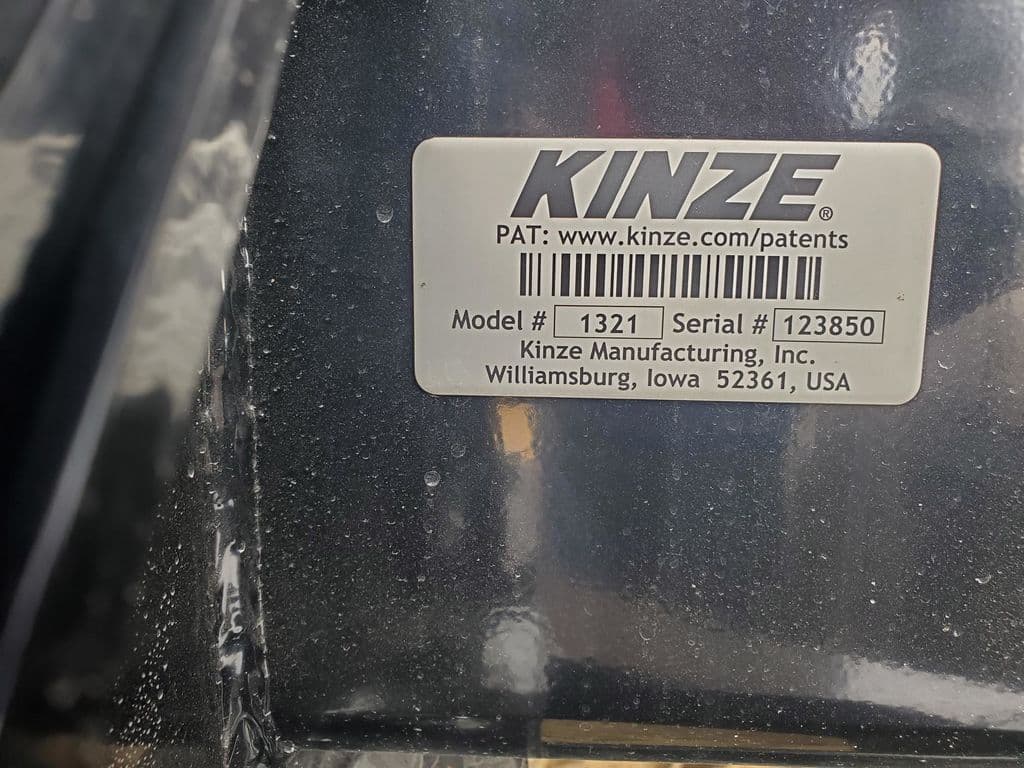 KINZE®
PAT: www.kinze.com/patents
Model # 1321 Serial # 123850
Kinze Manufacturing, Inc.
Williamsburg, Iowa 52361, USA